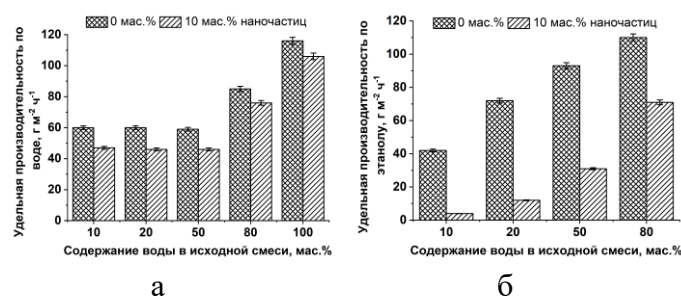 0 мас.% 10 мас.% наночастиц
Удельная производительность по
воде, г м⁻² ч⁻¹
120
100
80
60
40
20
0
10 20 50 80 100
Содержание воды в исходной смеси, мас.%
а
0 мас.% 10 мас.% наночастиц
Удельная производительность по
этанолу, г м⁻² ч⁻¹
120
100
80
60
40
20
0
10 20 50 80
Содержание воды в исходной смеси, мас.%
б